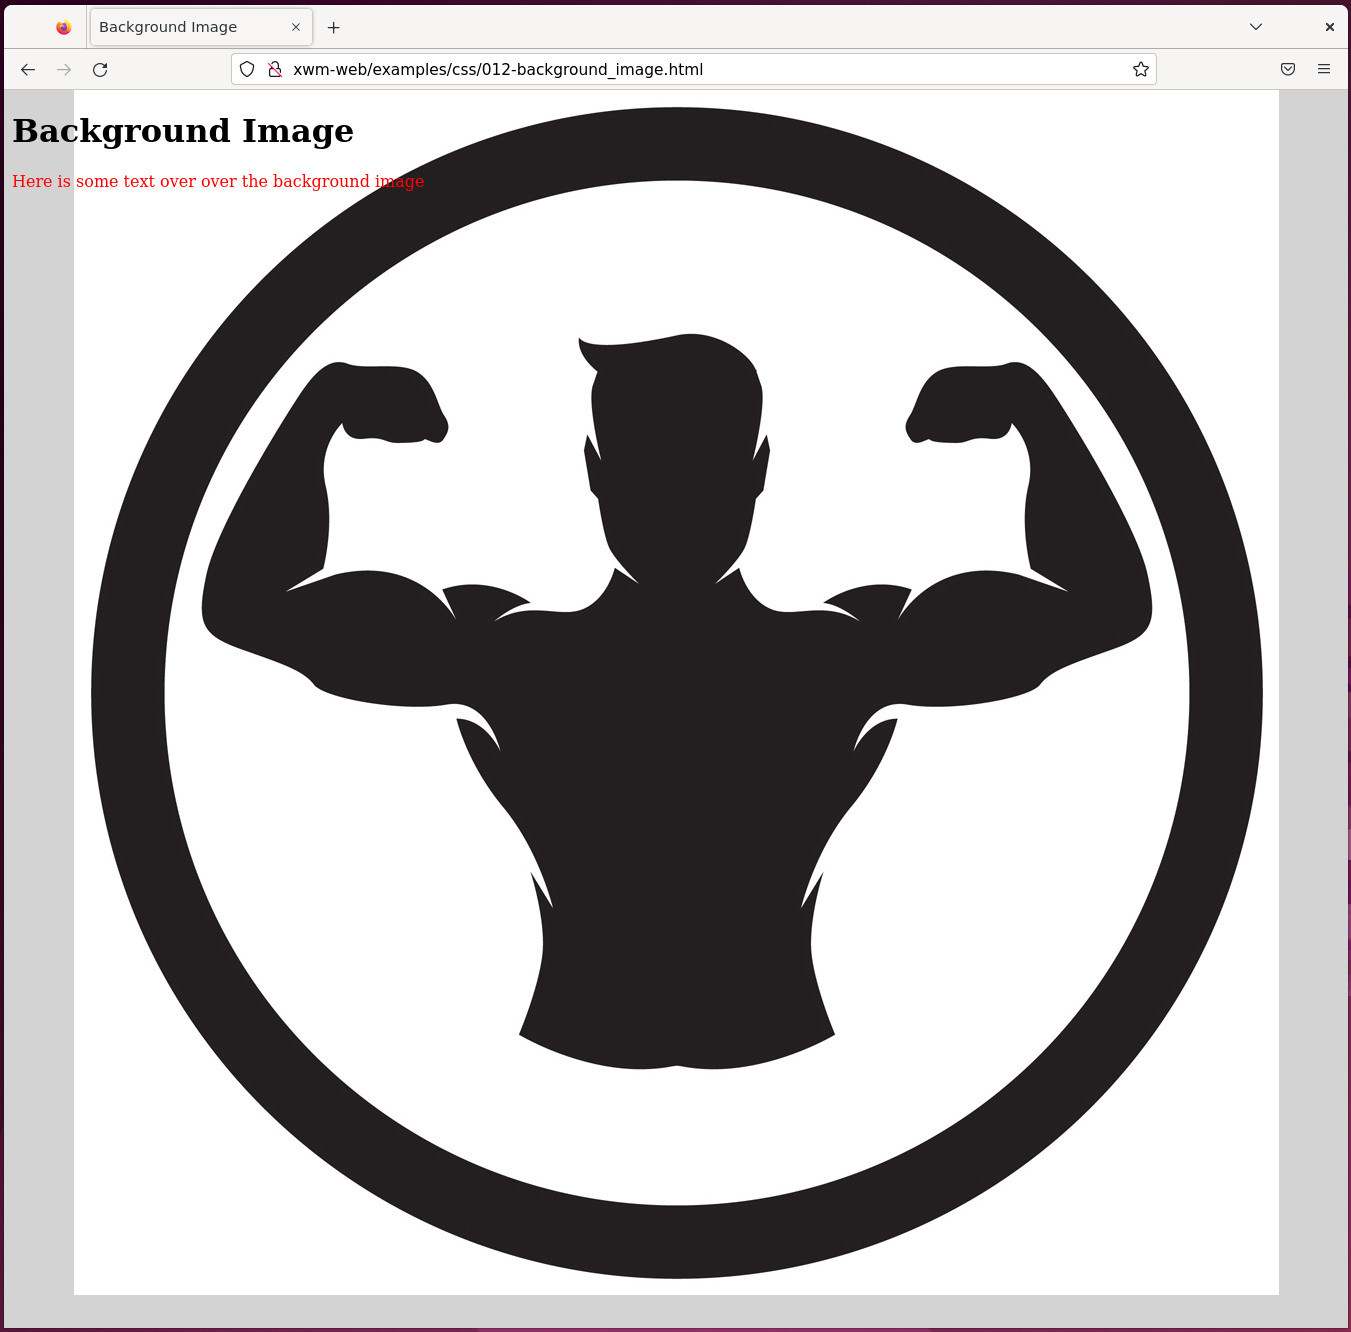 Background Image
xwm-web/examples/css/012-background_image.html
Background Image
Here is some text over over the background image